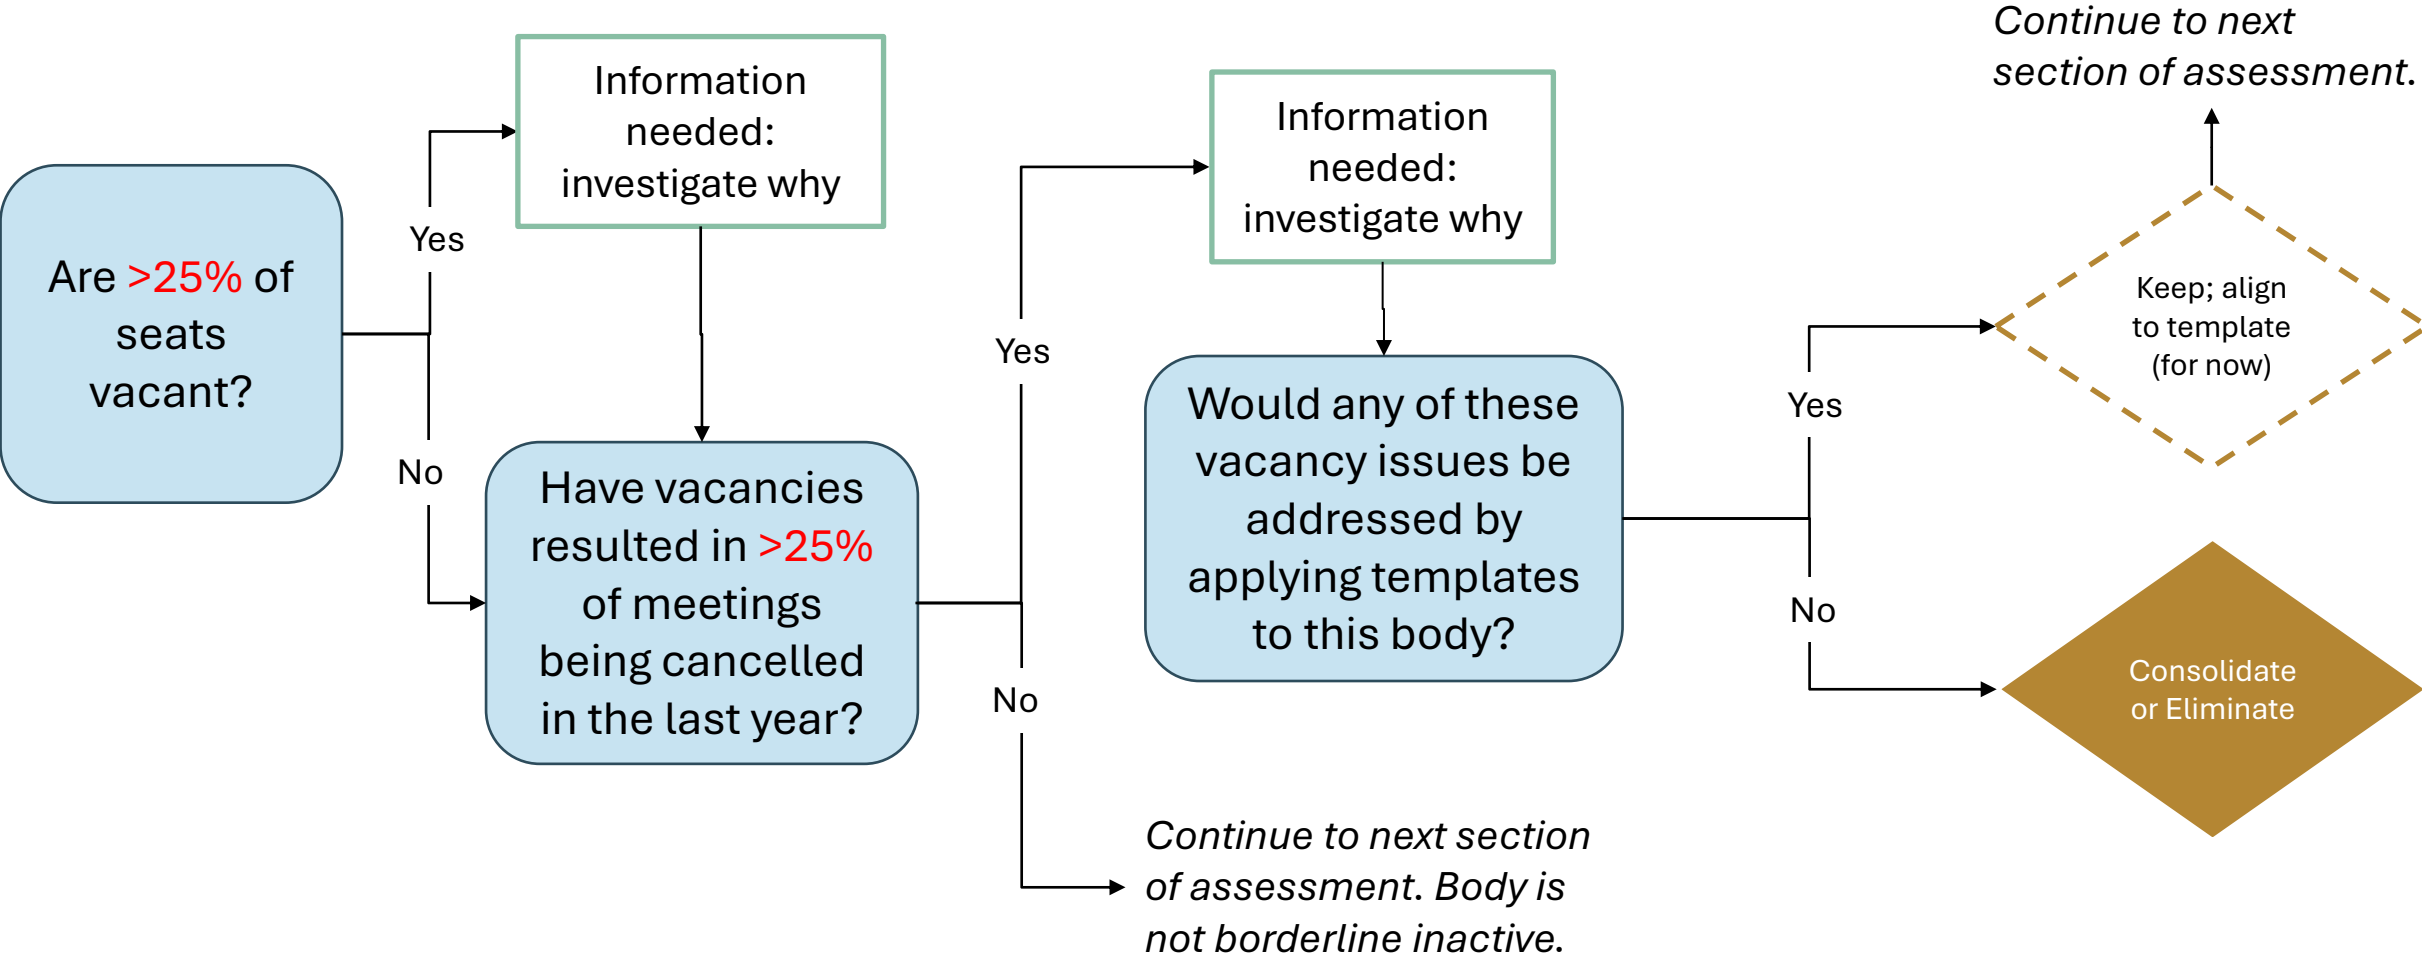 Are >25% of
seats
vacant?
Yes
No
Information
needed:
investigate why
Have vacancies
resulted in >25%
of meetings
being cancelled
in the last year?
Yes
No
Information
needed:
investigate why
Would any of these
vacancy issues be
addressed by
applying templates
to this body?
Continue to next section
of assessment. Body is
not borderline inactive.
Yes
No
Continue to next
section of assessment.
Keep; align
to template
(for now)
Consolidate
or Eliminate